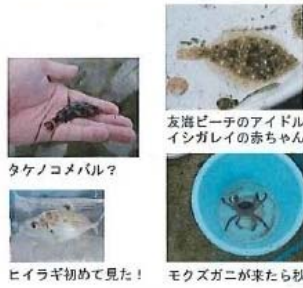 タケノコメバル？
友海ビーチのアイドル
イシガレイの赤ちゃん
ヒイラギ初めて見た！
モクズガニが来たら秋